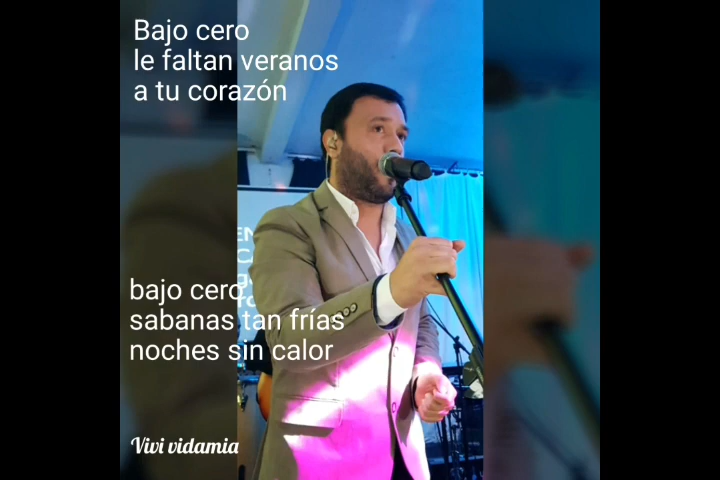 Bajo cero
le faltan veranos
a tu corazón
bajo cero
sabanas tan frías
noches sin calor
Vivi vidamia